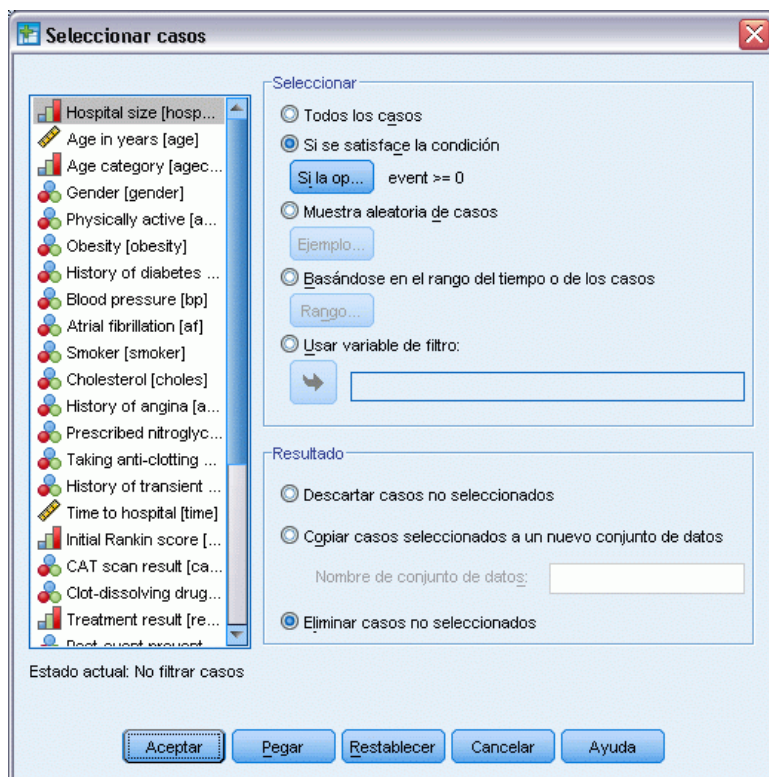 Seleccionar casos
Hospital size [hosp...
Age in years [age]
Age category [agec...
Gender [gender]
Physically active [a...
Obesity [obesity]
History of diabetes ...
Blood pressure [bp]
Atrial fibrillation [af]
Smoker [smoker]
Cholesterol [choles]
History of angina [a...
Prescribed nitroglyc...
Taking anti-clotting ...
History of transient ...
Time to hospital [time]
Initial Rankin score [...
CAT scan result [ca...
Clot-dissolving drug...
Treatment result [re...
Post-event prevent...
Estado actual: No filtrar casos
Seleccionar
Todos los casos
Si se satisface la condición
Si la op... event >= 0
Muestra aleatoria de casos
Ejemplo...
Basándose en el rango del tiempo o de los casos
Rango...
Usar variable de filtro:
Resultado
Descartar casos no seleccionados
Copiar casos seleccionados a un nuevo conjunto de datos
Nombre de conjunto de datos:
Eliminar casos no seleccionados
Aceptar Pegar Restablecer Cancelar Ayuda